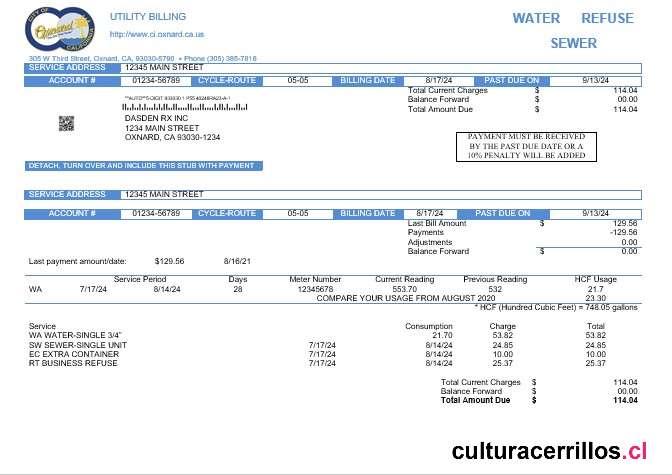 CITY OF
Oxnard
CALIFORNIA
UTILITY BILLING
http://www.ci.oxnard.ca.us
WATER REFUSE
SEWER
305 W Third Street, Oxnard, CA, 93030-5790 • Phone (305) 385-7816
SERVICE ADDRESS 12345 MAIN STREET
ACCOUNT # 01234-56789 CYCLE-ROUTE 05-05 BILLING DATE 8/17/24 PAST DUE ON 9/13/24
Total Current Charges $ 114.04
Balance Forward $ 00.00
Total Amount $ 114.04
DASDEN RX INC
1234 MAIN STREET
OXNARD, CA 93030-1234
PAYMENT MUST BE RECEIVED
BY THE PAST DUE DATE OR A
10% PENALTY WILL BE ADDED
DETACH, TURN OVER AND INCLUDE THIS STUB WITH PAYMENT
SERVICE ADDRESS 12345 MAIN STREET
ACCOUNT # 01234-56789 CYCLE-ROUTE 05-05 BILLING DATE 8/17/24 PAST DUE ON 9/13/24
Last Bill Amount $ 129.56
Payments -129.56
Adjustments 0.00
Balance Forward $ 0.00
Last payment amount/date: $129.56 8/16/21
Service Period Days Meter Number Current Reading Previous Reading HCF Usage
WA 7/17/24 8/14/24 28 12345678 553.70 532 21.7
COMPARE YOUR USAGE FROM AUGUST 2020 23.30
* HCF (Hundred Cubic Feet) = 748.05 gallons
Service Consumption Charge Total
WA WATER-SINGLE 3/4" 21.70 53.82 53.82
SW SEWER-SINGLE UNIT 7/17/24 8/14/24 24.85 24.85
EC EXTRA CONTAINER 7/17/24 8/14/24 10.00 10.00
RT BUSINESS REFUSE 7/17/24 8/14/24 25.37 25.37
Total Current Charges $ 114.04
Balance Forward $ 00.00
Total Amount Due $ 114.04
culturacerrillos.cl